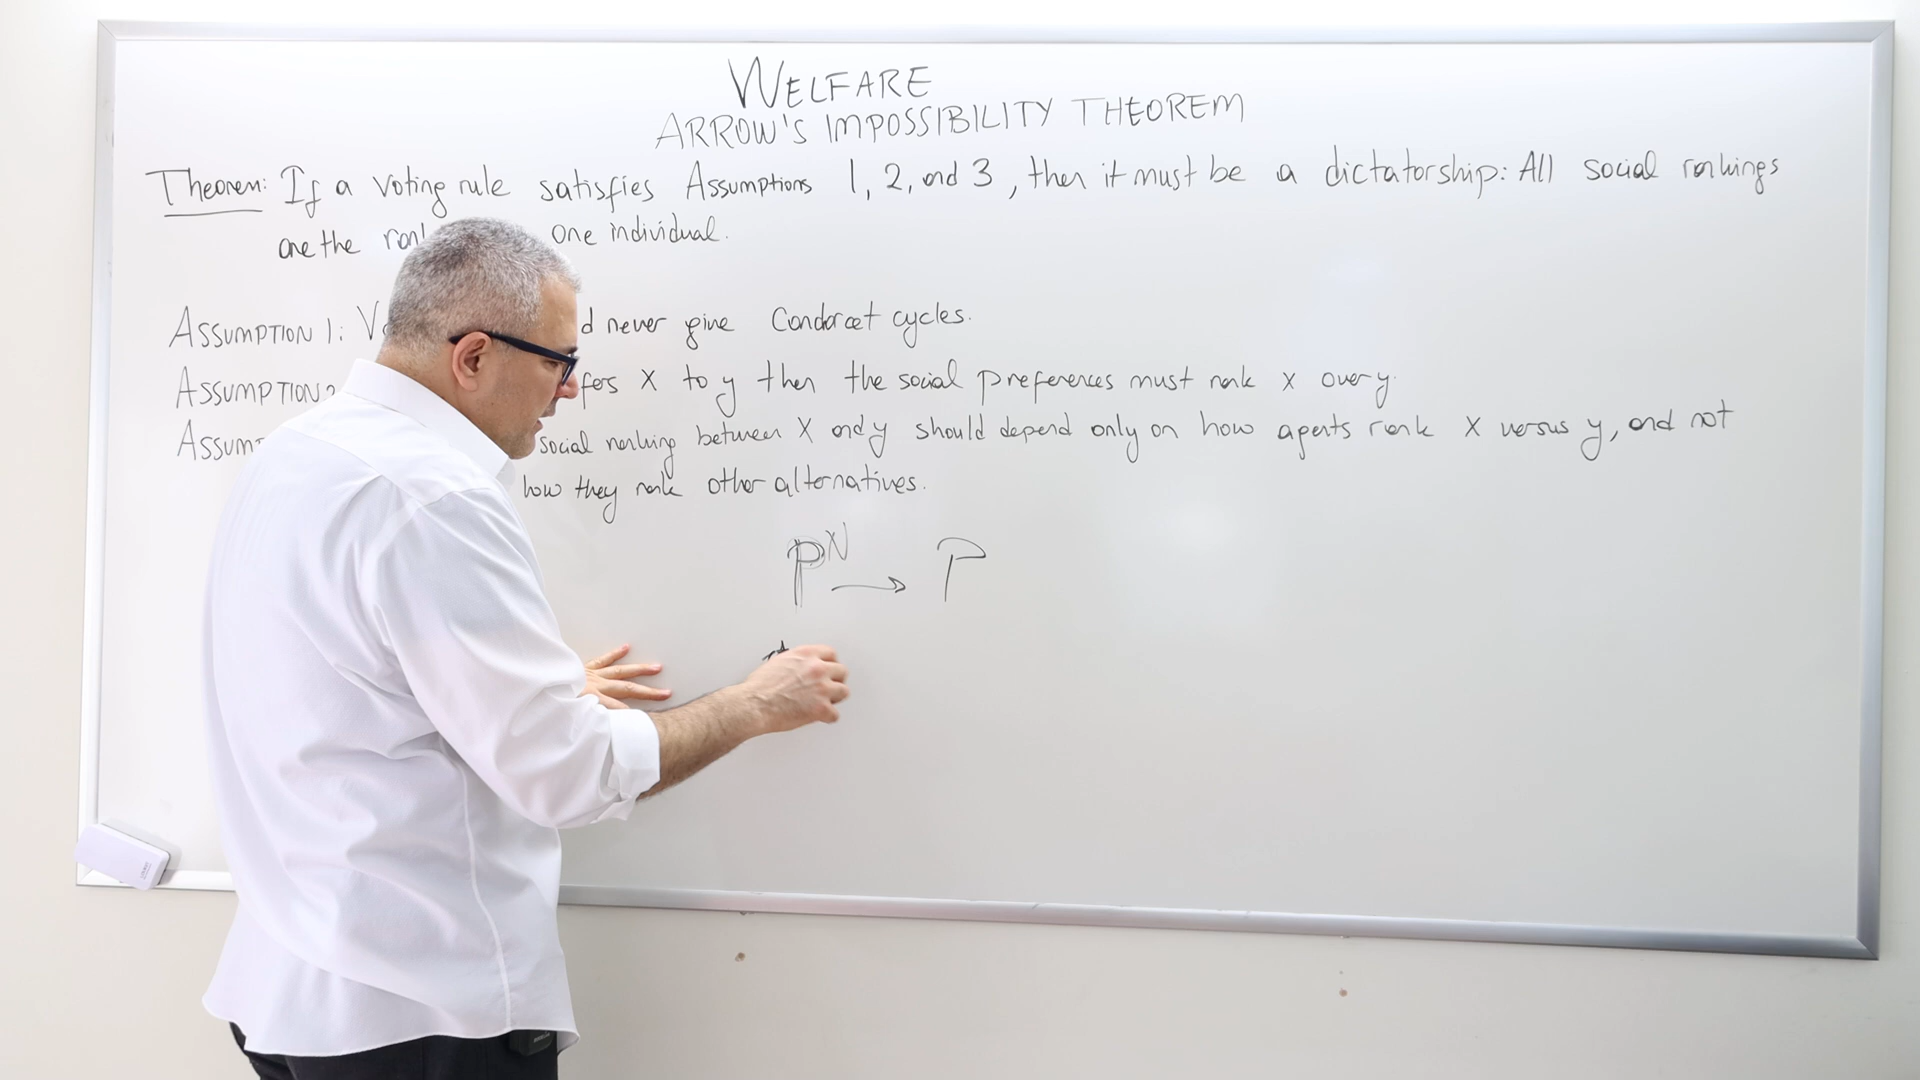 WELFARE
ARROW'S IMPOSSIBILITY THEOREM
Theorem: If a voting rule satisfies Assumptions 1, 2, and 3, then it must be a dictatorship: All social rankings
are the one individual.
ASSUMPTION 1: never give Condorcet cycles.
ASSUMPTION 2 x to y then the social preferences must rank x over y.
social ranking between x and y should depend only on how agents rank x versus y, and not
how they rank other alternatives.
P^N → P